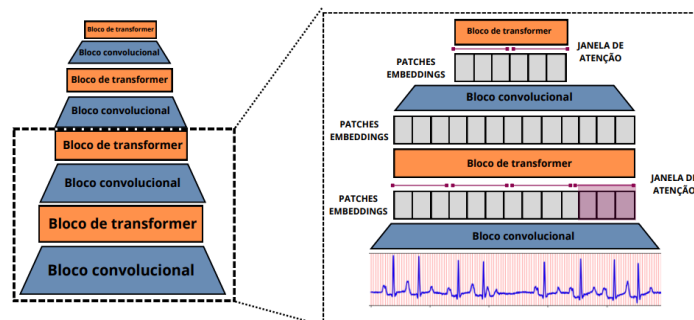 Bloco de transformer
Bloco convolucional
Bloco de transformer
Bloco convolucional
Bloco de transformer
Bloco convolucional
Bloco de transformer
Bloco convolucional
Bloco de transformer
JANELA DE
ATENÇÃO
PATCHES
EMBEDDINGS
Bloco convolucional
PATCHES
EMBEDDINGS
Bloco de transformer
JANELA DE
ATENÇÃO
PATCHES
EMBEDDINGS
Bloco convolucional